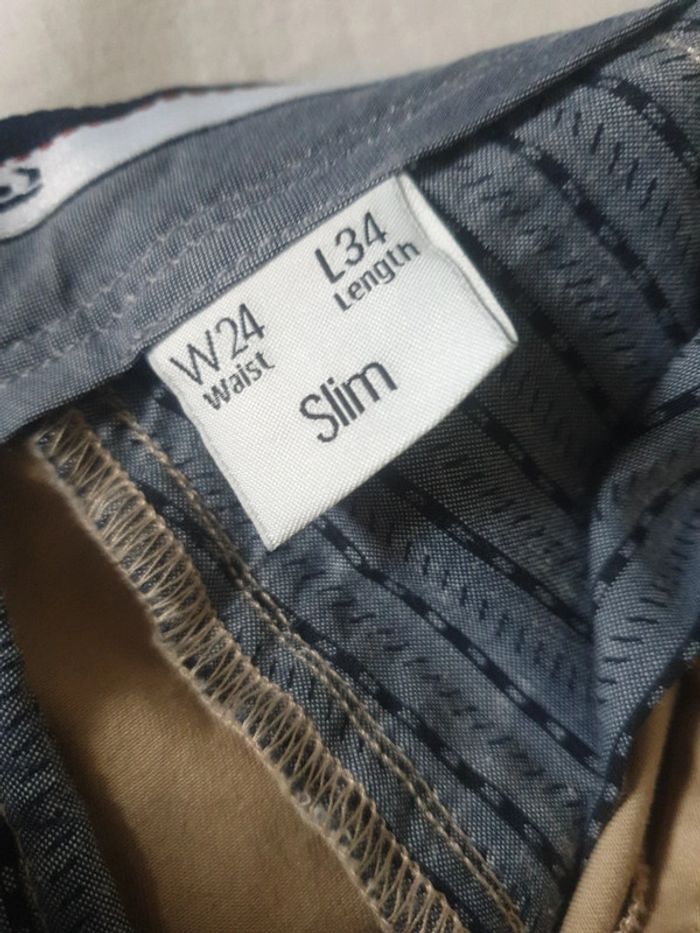 W24 L34
Waist Length
Slim